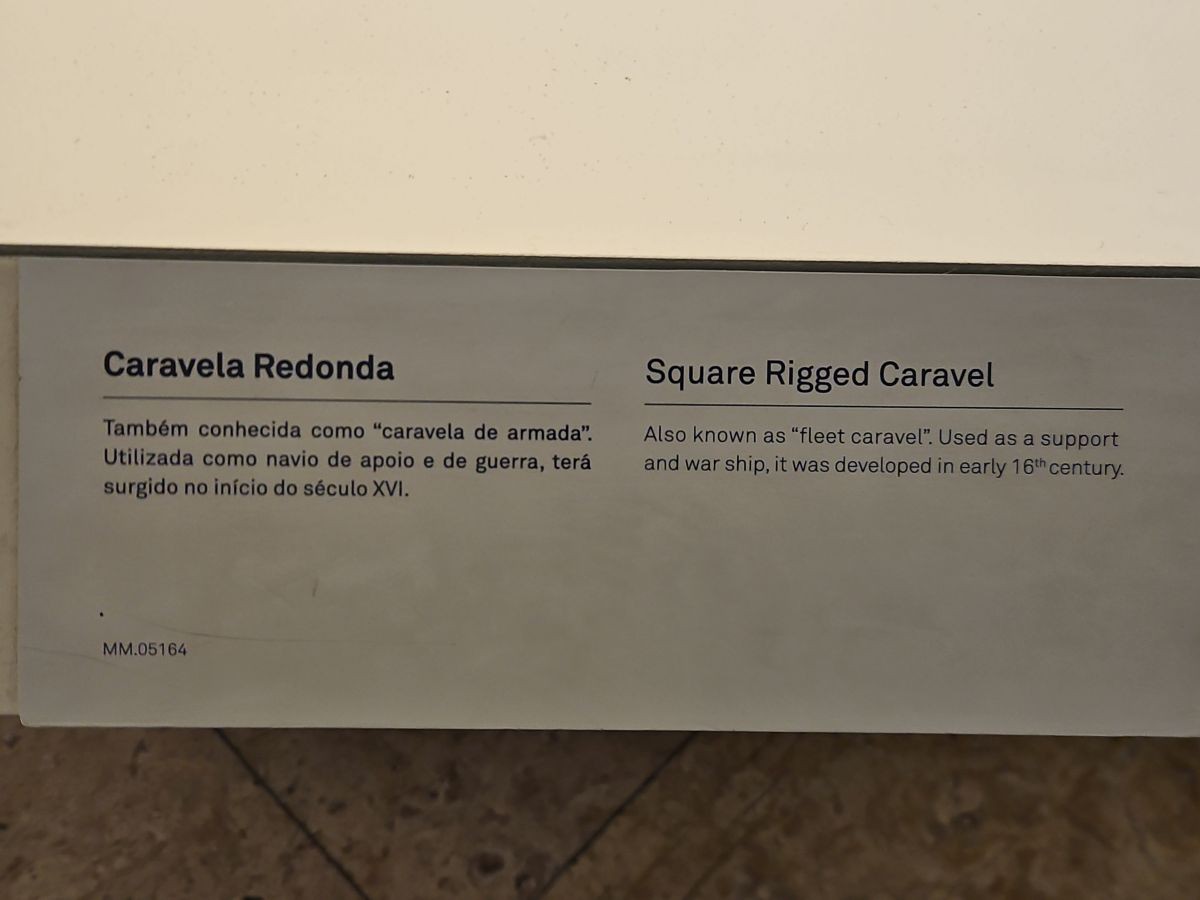 Caravela Redonda
Também conhecida como “caravela de armada”.
Utilizada como navio de apoio e de guerra, terá
surgido no início do século XVI.
MM.05164
Square Rigged Caravel
Also known as “fleet caravel”. Used as a support
and war ship, it was developed in early 16th century.